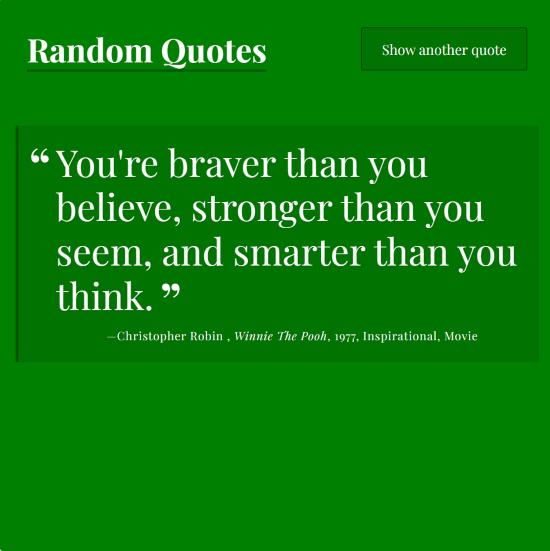 Random Quotes
Show another quote
“ You're braver than you
believe, stronger than you
seem, and smarter than you
think. ”
—Christopher Robin , Winnie The Pooh, 1977, Inspirational, Movie